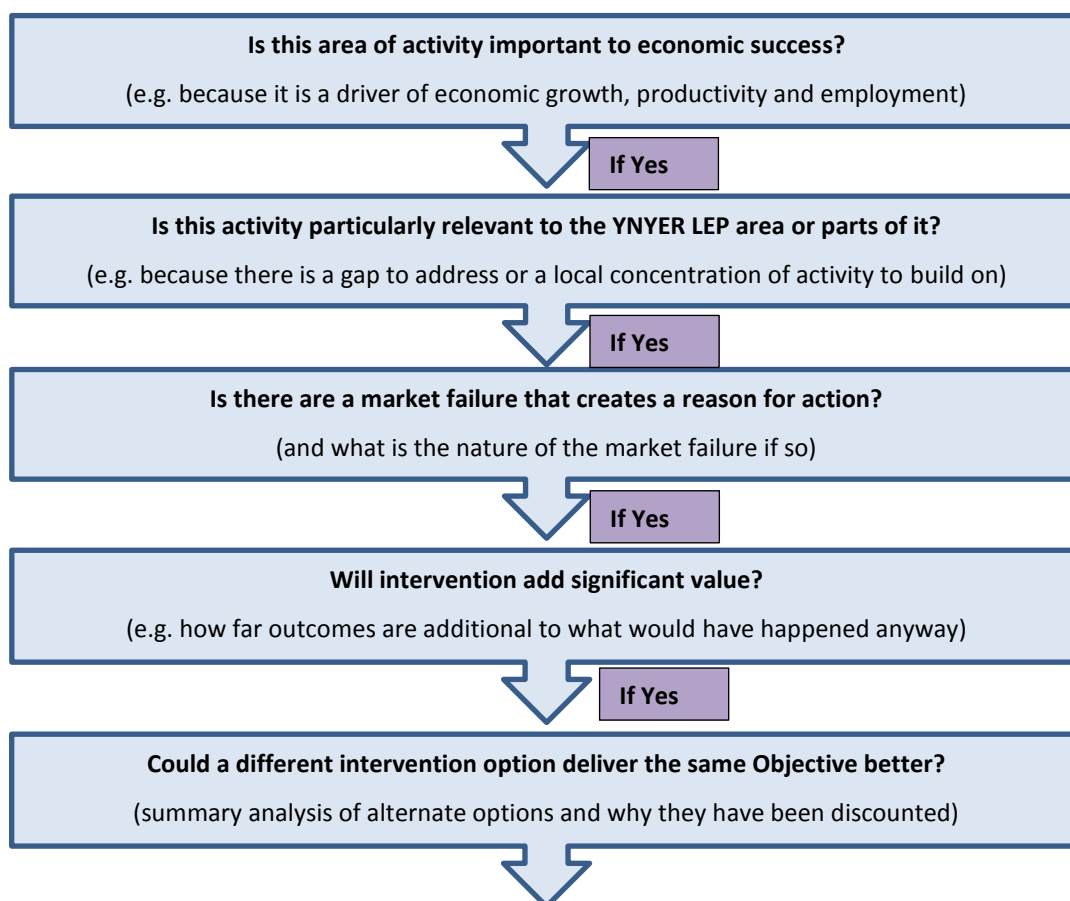 Is this area of activity important to economic success?
(e.g. because it is a driver of economic growth, productivity and employment)
If Yes
Is this activity particularly relevant to the YNYER LEP area or parts of it?
(e.g. because there is a gap to address or a local concentration of activity to build on)
If Yes
Is there are a market failure that creates a reason for action?
(and what is the nature of the market failure if so)
If Yes
Will intervention add significant value?
(e.g. how far outcomes are additional to what would have happened anyway)
If Yes
Could a different intervention option deliver the same Objective better?
(summary analysis of alternate options and why they have been discounted)